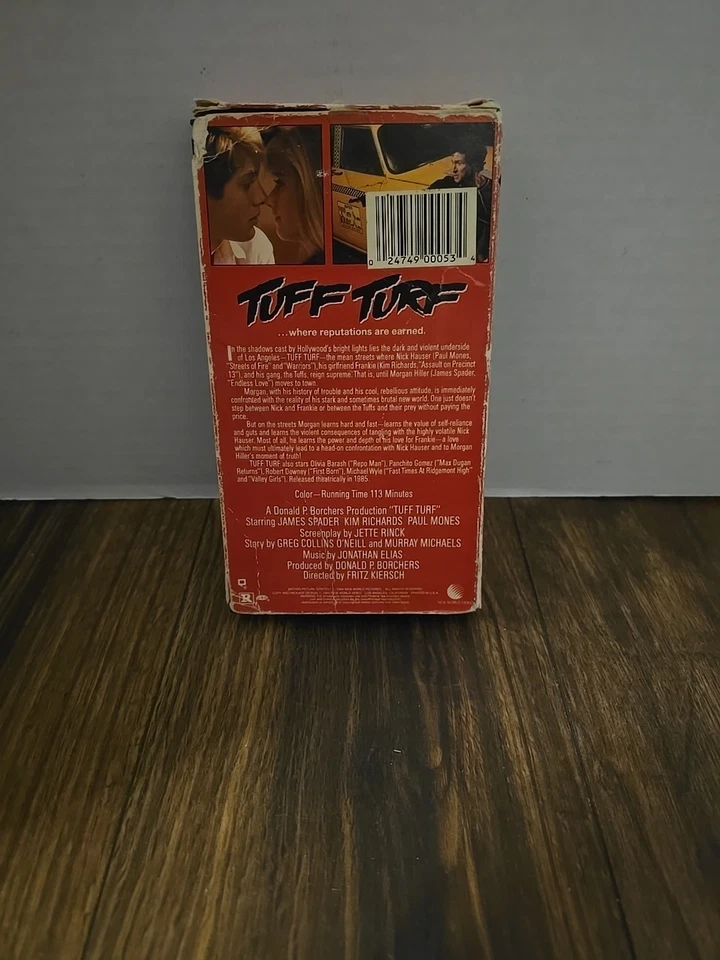 0 24749 00053 4
TUFF TURF
...where reputations are earned.
In the shadows cast by Hollywood's bright lights lies the dark and violent underside
of Los Angeles—TUFF TURF—the mean streets where Nick Hauser (Paul Mones,
"Streets of Fire" and "Warriors"), his girlfriend Frankie (Kim Richards, "Assault on Precinct
13"), and his gang, the Tuffs, reign supreme. That is, until Morgan Hiller (James Spader,
"Endless Love") moves to town.
Morgan, with his history of trouble and his cool, rebellious attitude, is immediately
confronted with the reality of his stark and sometimes brutal new world. One just doesn't
step between Nick and Frankie or between the Tuffs and their prey without paying the
price.
But on the streets Morgan learns hard and fast—learns the value of self-reliance
and guts and learns the violent consequences of tangling with the highly volatile Nick
Hauser. Most of all, he learns the power and depth of his love for Frankie—a love
which must ultimately lead to a head-on confrontation with Nick Hauser and to Morgan
Hiller's moment of truth!
TUFF TURF also stars Olivia Barash ("Repo Man"), Panchito Gomez ("Max Dugan
Returns"), Robert Downey ("First Born"), Michael Wyle ("Fast Times At Ridgemont High"
and "Valley Girls"). Released theatrically in 1985.
Color—Running Time 113 Minutes
A Donald P. Borchers Production "TUFF TURF"
Starring JAMES SPADER KIM RICHARDS PAUL MONES
Screenplay by JETTE RINCK
Story by GREG COLLINS O'NEILL and MURRAY MICHAELS
Music by JONATHAN ELIAS
Produced by DONALD P. BORCHERS
Directed by FRITZ KIERSCH
R